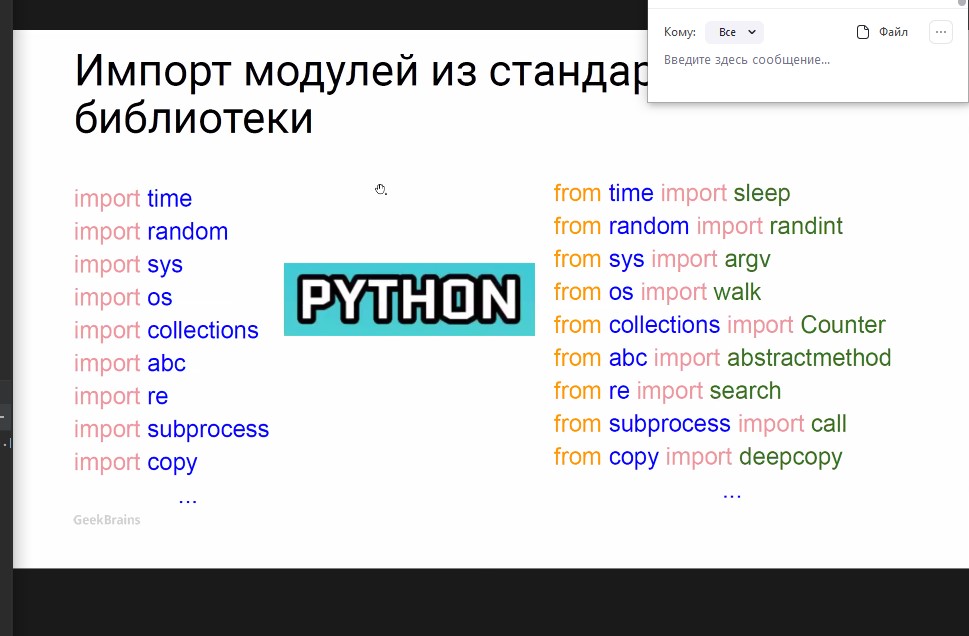 Кому:
Все
Файл
Введите здесь сообщение...
Импорт модулей из
библиотеки
import time
import random
import sys
import os
import collections
import abc
import re
import subprocess
import copy
...
PYTHON
from time import sleep
from random import randint
from sys import argv
from os import walk
from collections import Counter
from abc import abstractmethod
from re import search
from subprocess import call
from copy import deepcopy
...
GeekBrains